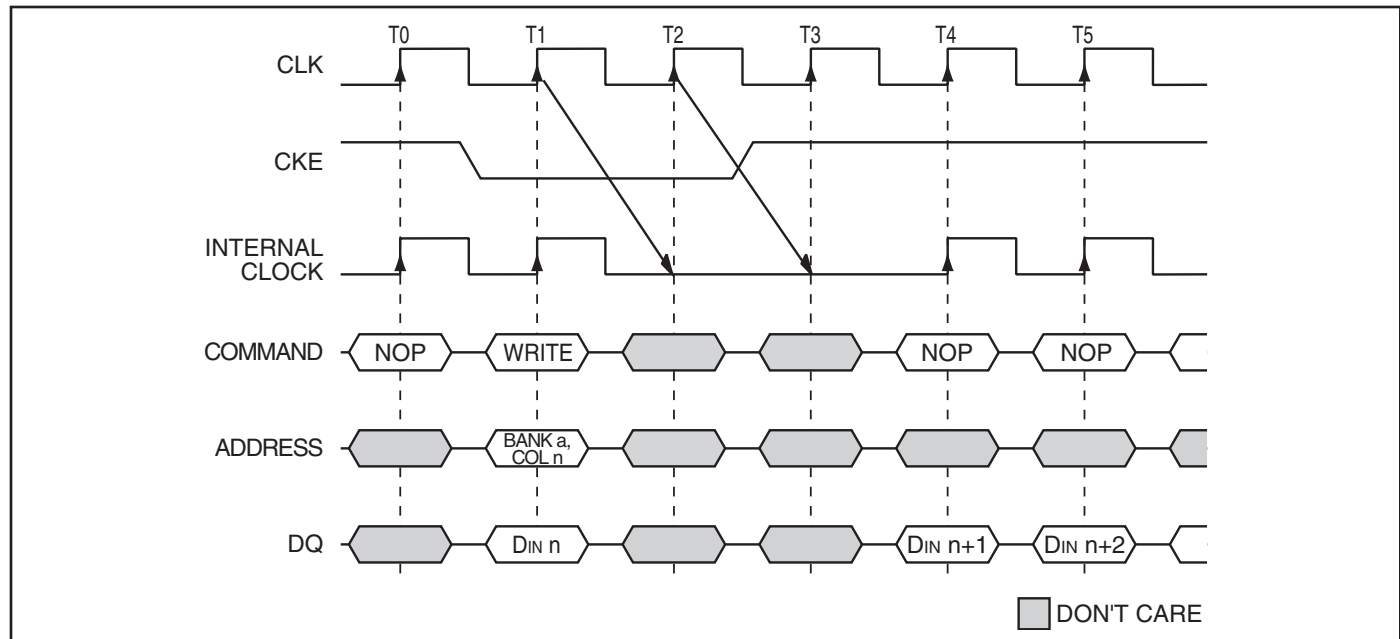 T0 T1 T2 T3 T4 T5
CLK
CKE
INTERNAL
CLOCK
COMMAND NOP WRITE NOP NOP
ADDRESS BANK a,
COL n
DQ DIN n DIN n+1 DIN n+2
DON'T CARE